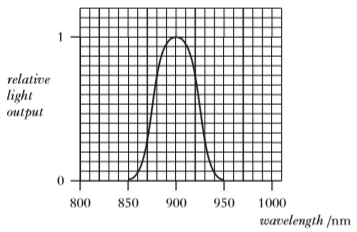 1
relative
light
output
0
800 850 900 950 1000
wavelength /nm